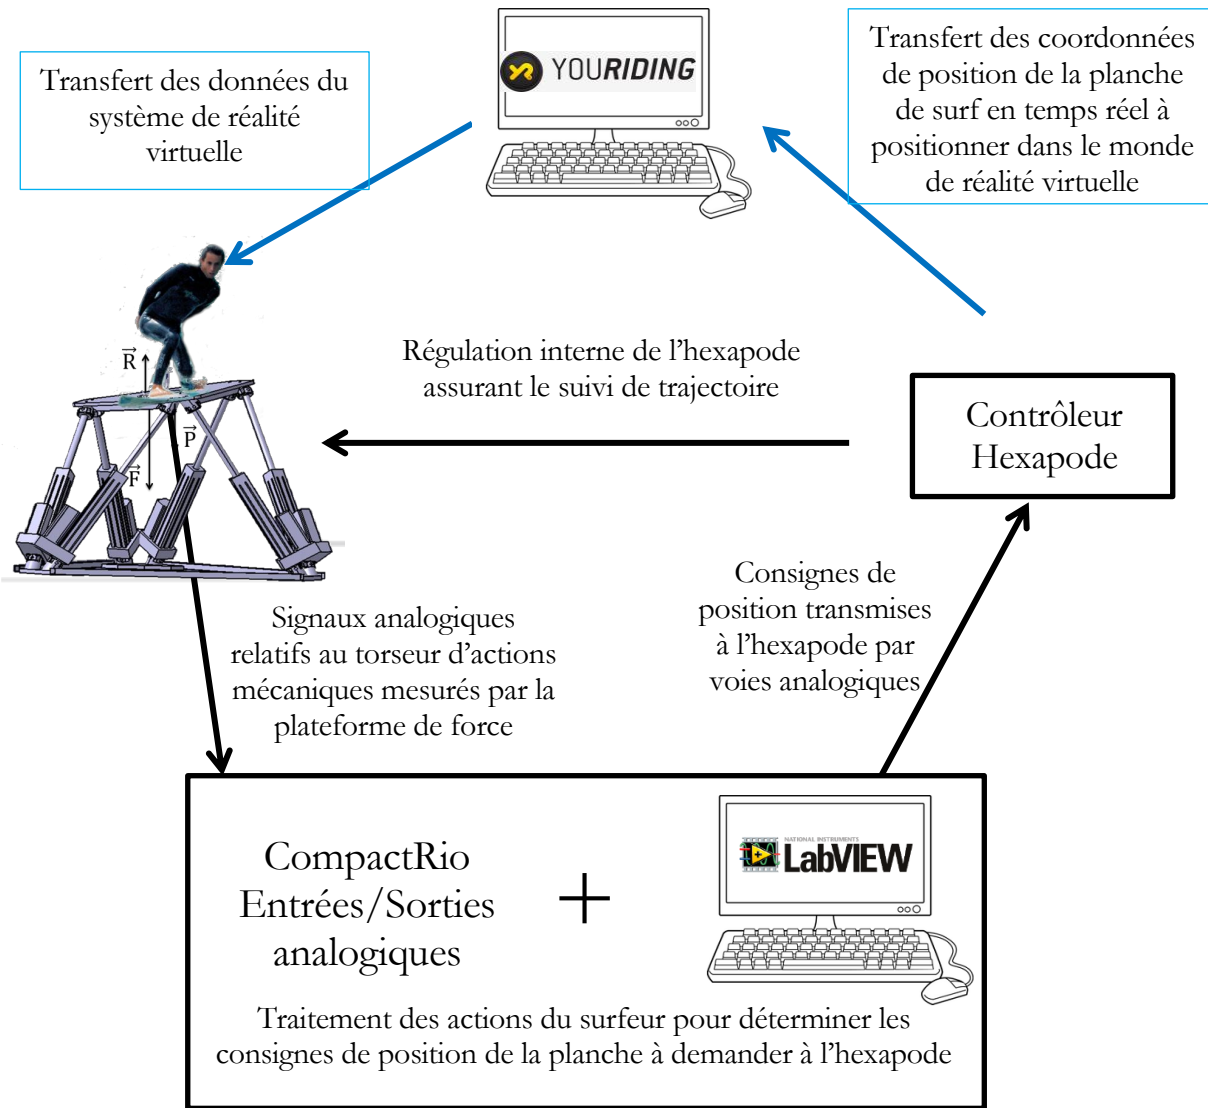 Transfert des données du
système de réalité
virtuelle
YOURIDING
Transfert des coordonnées
de position de la planche
de surf en temps réel à
positionner dans le monde
de réalité virtuelle
R
P
F
Régulation interne de l'hexapode
assurant le suivi de trajectoire
Contrôleur
Hexapode
Signaux analogiques
relatifs au torseur d'actions
mécaniques mesurés par la
plateforme de force
Consignes de
position transmises
à l'hexapode par
voies analogiques
CompactRio
Entrées/Sorties
analogiques
+
NATIONAL INSTRUMENTS
LabVIEW
Traitement des actions du surfeur pour déterminer les
consignes de position de la planche à demander à l'hexapode